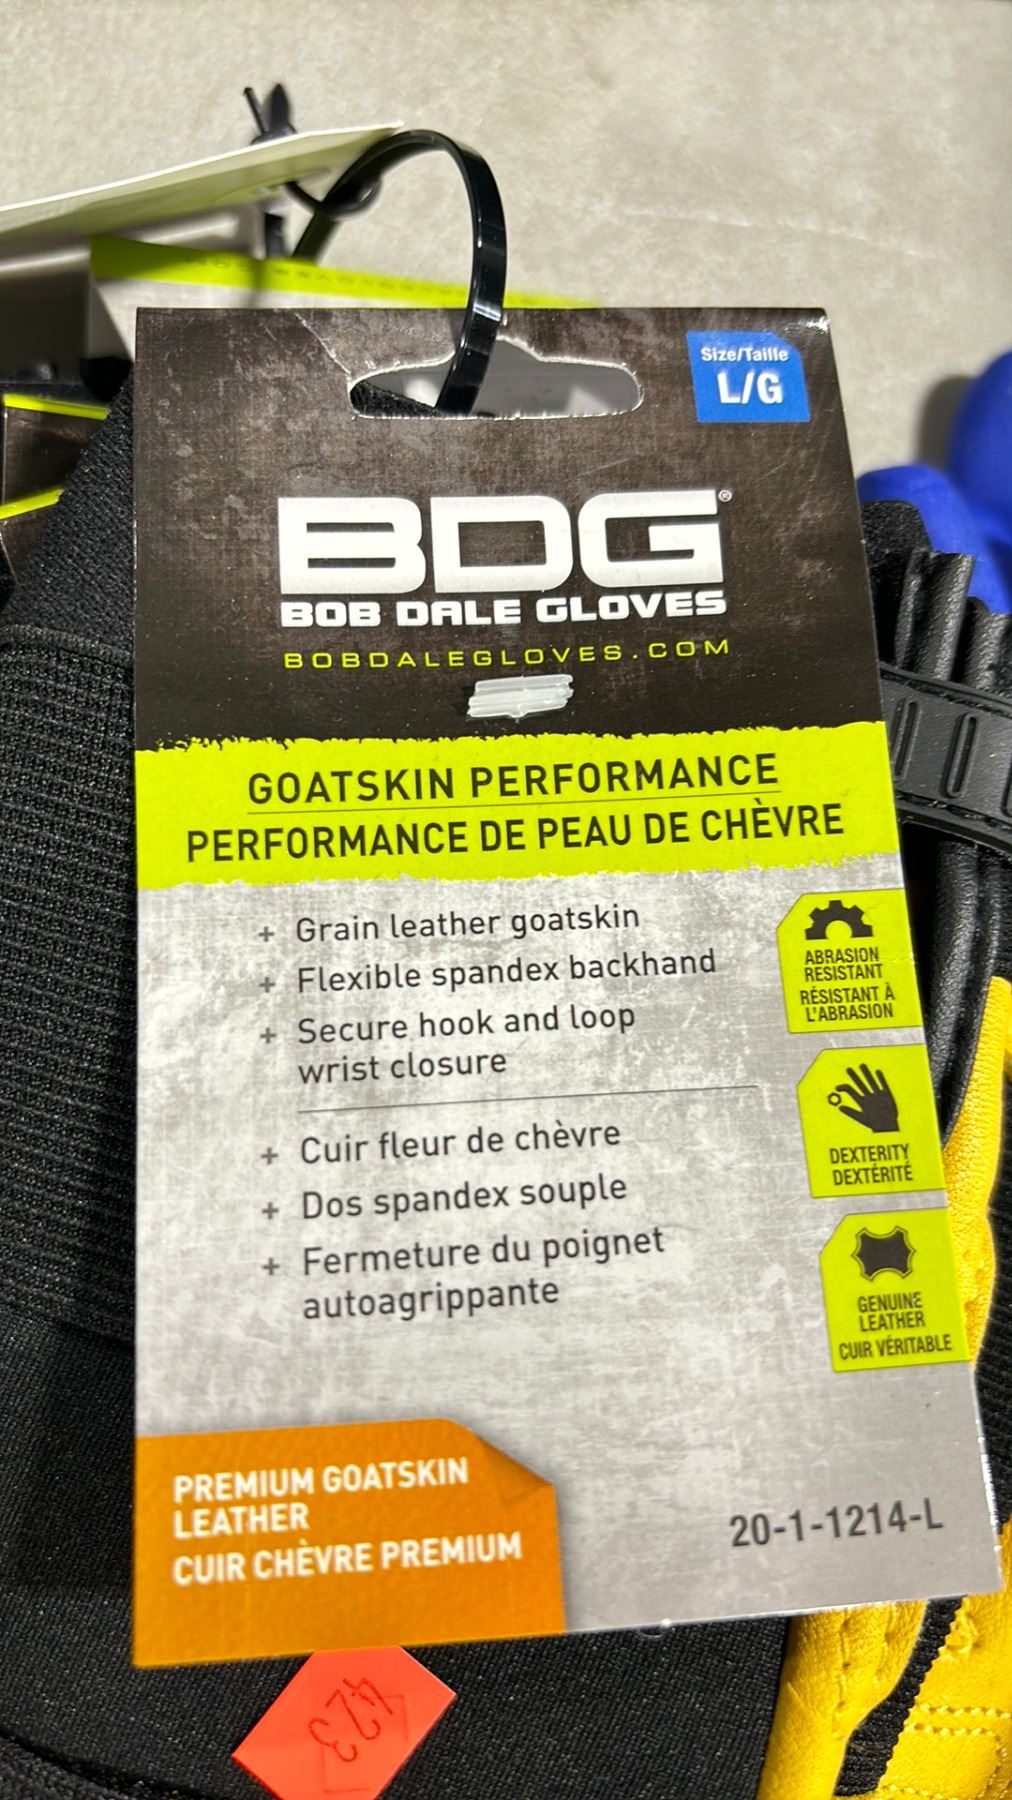 Size/Taille
L/G
BDG®
BOB DALE GLOVES
BOBDALEGLOVES.COM
GOATSKIN PERFORMANCE
PERFORMANCE DE PEAU DE CHÈVRE
+ Grain leather goatskin
+ Flexible spandex backhand
+ Secure hook and loop
wrist closure
+ Cuir fleur de chèvre
+ Dos spandex souple
+ Fermeture du poignet
autoagrippante
ABRASION
RESISTANT
RÉSISTANT À
L'ABRASION
DEXTERITY
DEXTÉRITÉ
GENUINE
LEATHER
CUIR VÉRITABLE
PREMIUM GOATSKIN
LEATHER
CUIR CHÈVRE PREMIUM
20-1-1214-L
423